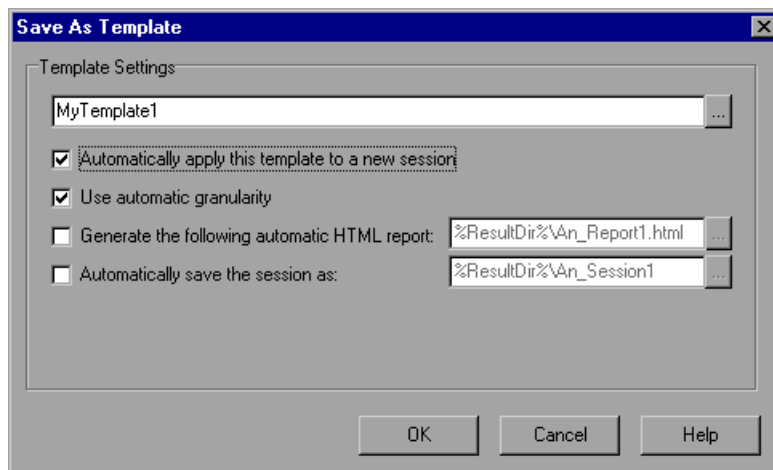 Save As Template
Template Settings
MyTemplate1
...
Automatically apply this template to a new session
Use automatic granularity
Generate the following automatic HTML report: %ResultDir%\An_Report1.html ...
Automatically save the session as: %ResultDir%\An_Session1 ...
OK Cancel Help